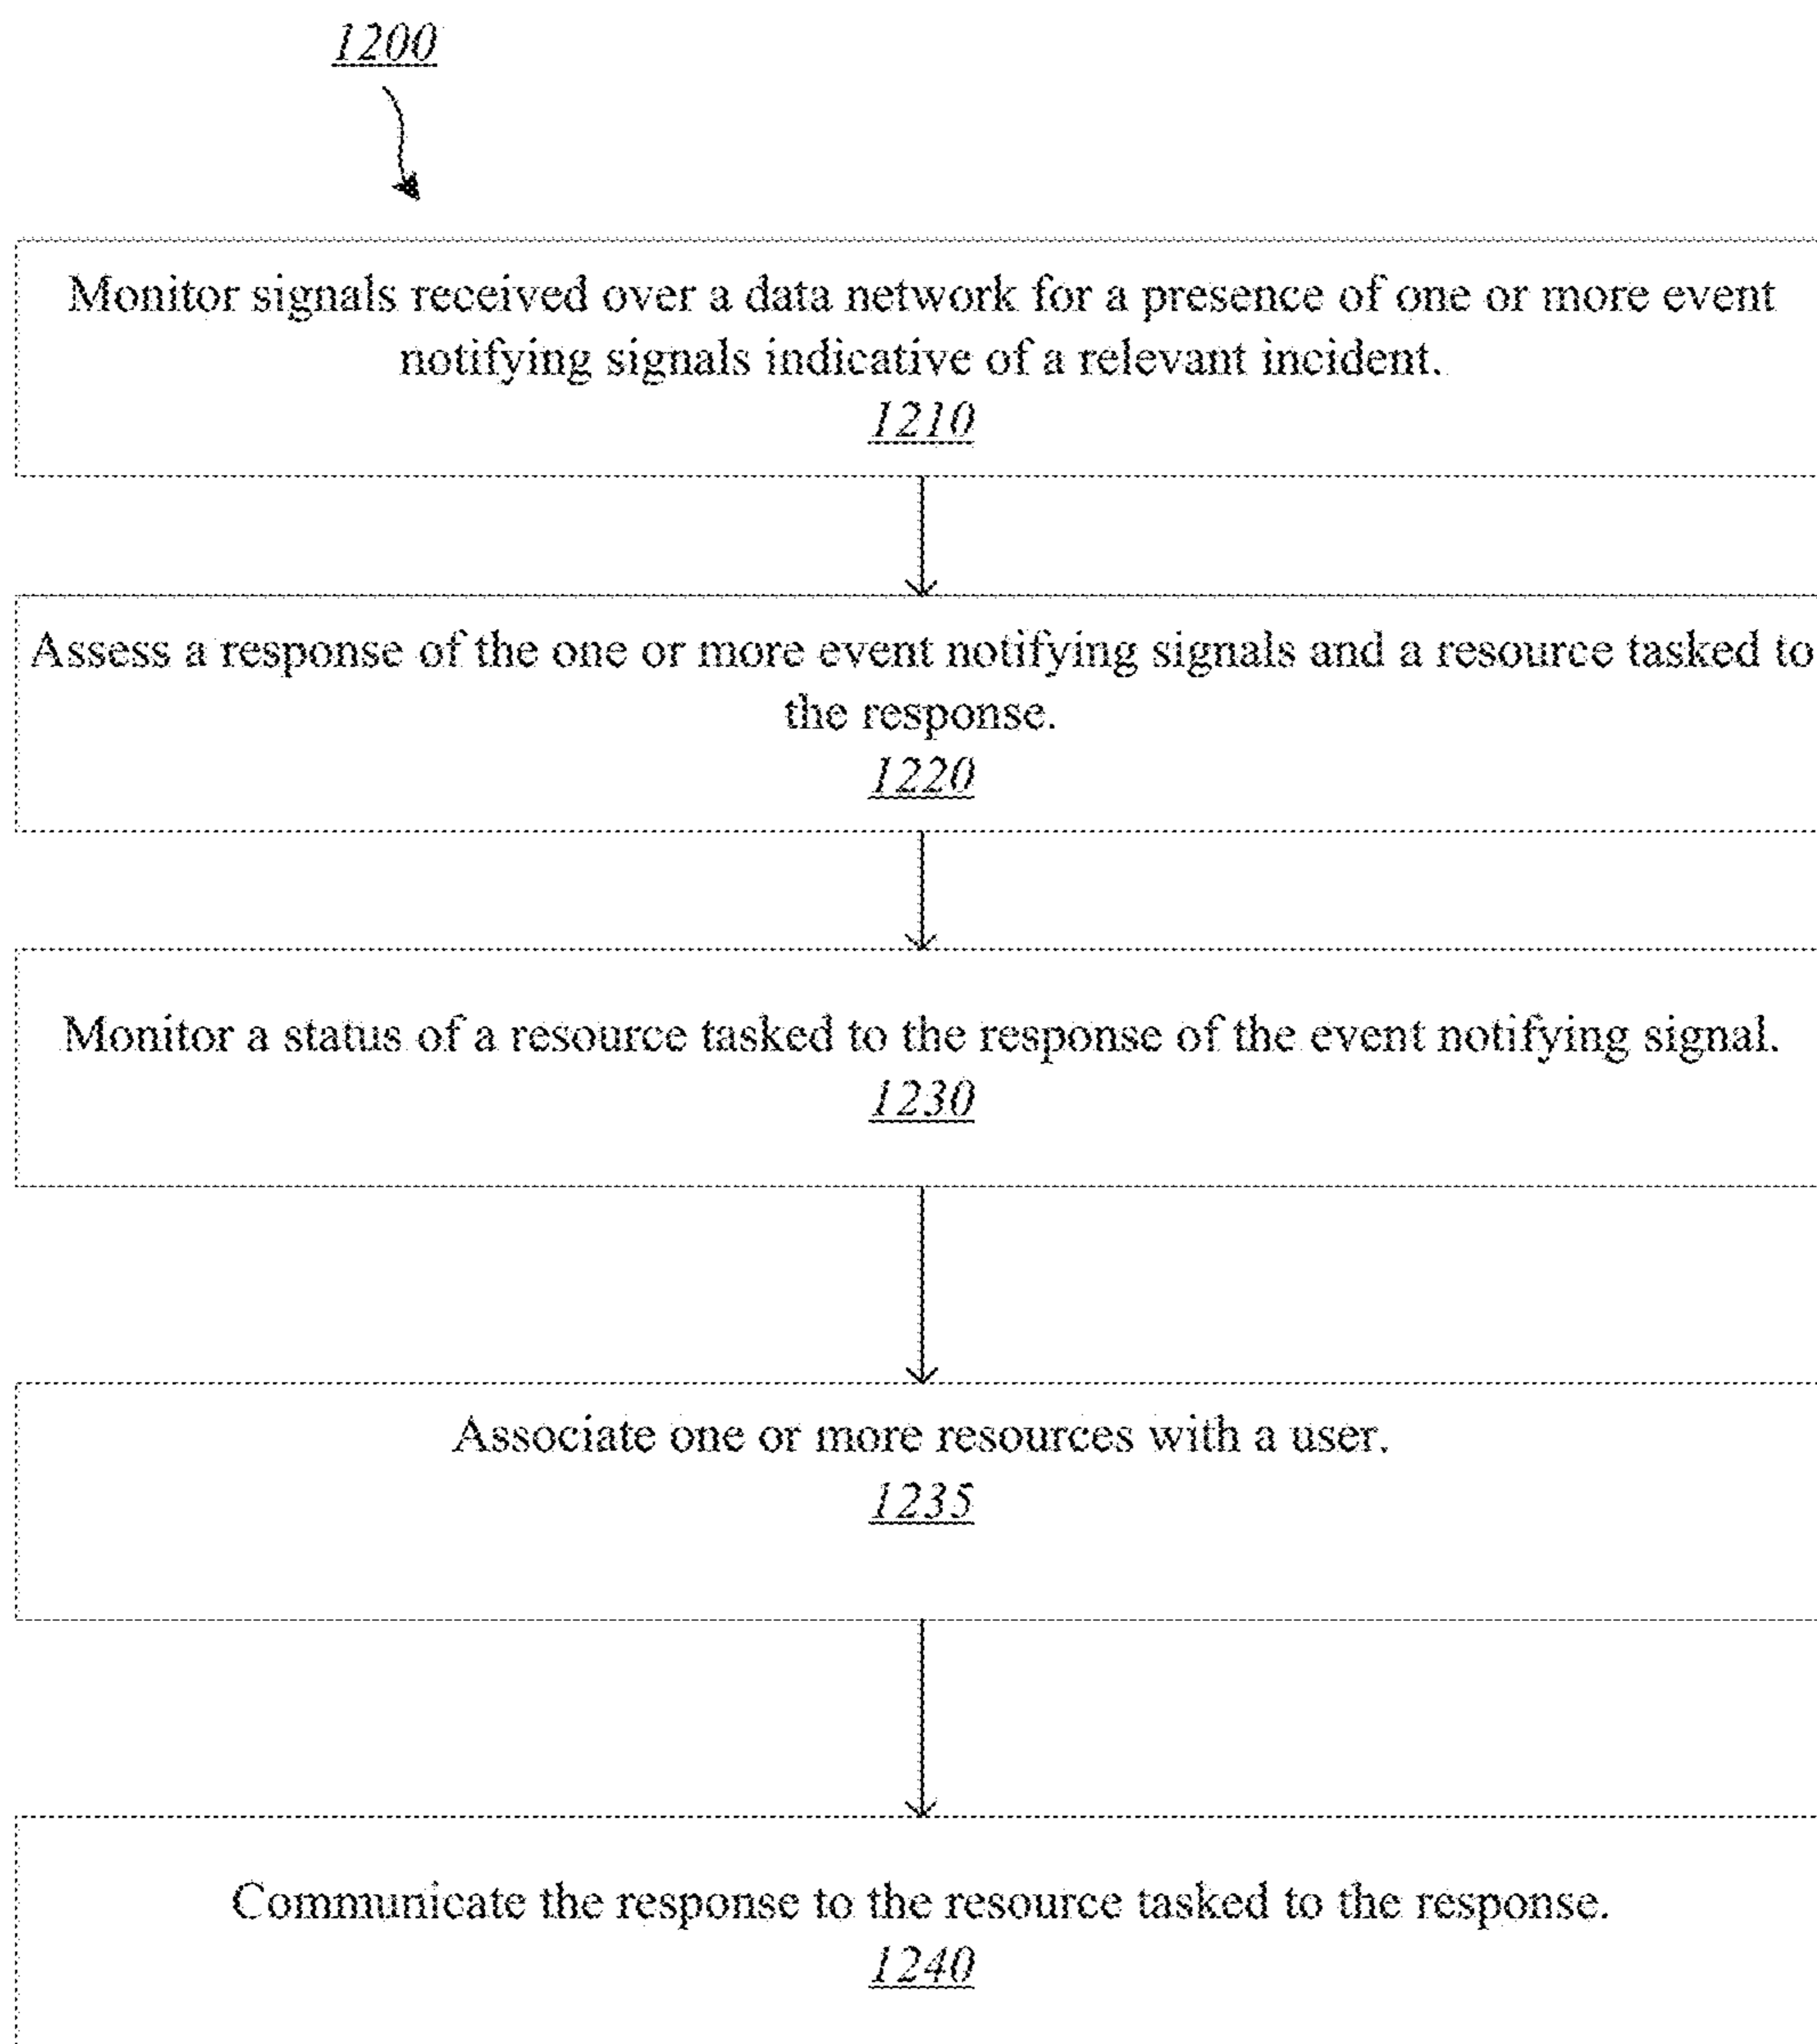 1200
Monitor signals received over a data network for a presence of one or more event
notifying signals indicative of a relevant incident.
1210
Assess a response of the one or more event notifying signals and a resource tasked to
the response.
1220
Monitor a status of a resource tasked to the response of the event notifying signal.
1230
Associate one or more resources with a user.
1235
Communicate the response to the resource tasked to the response.
1240